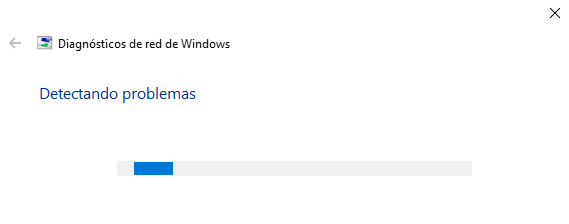 Diagnósticos de red de Windows
Detectando problemas